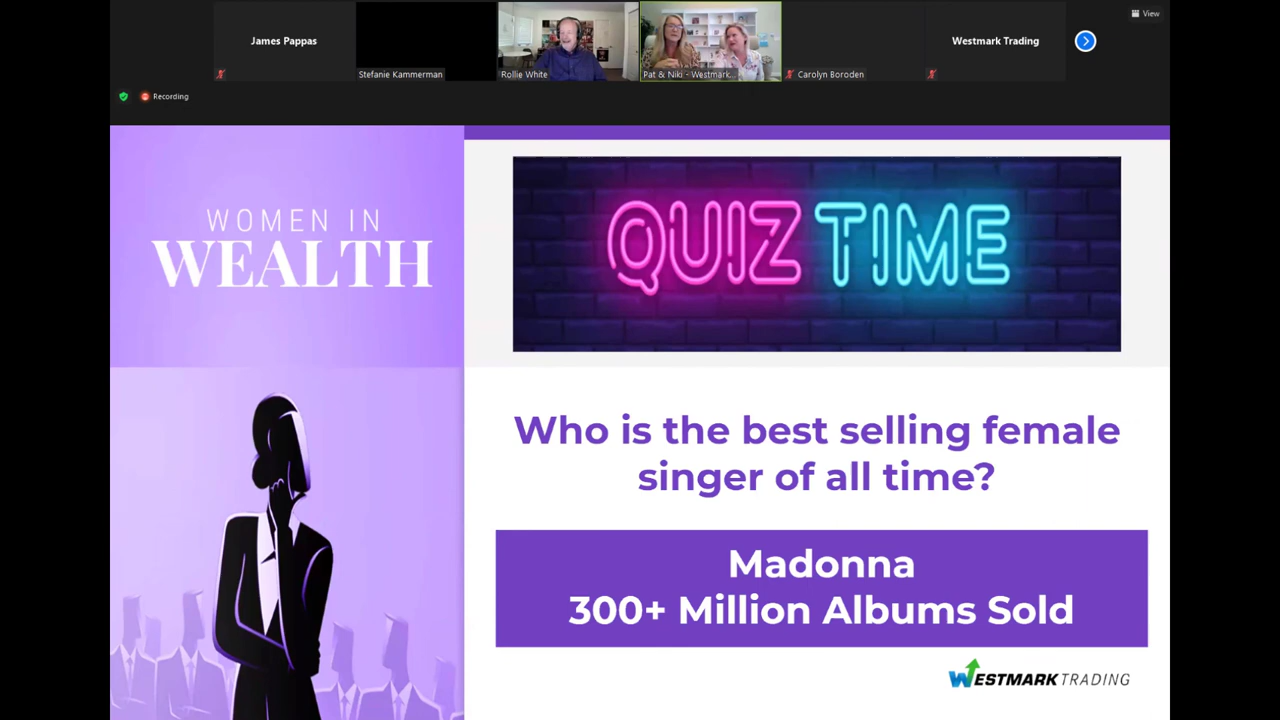 James Pappas
Stefanie Kammerman
Rollie White
Pat & Niki - Westmark...
Carolyn Boroden
Westmark Trading
View
Recording
WOMEN IN
WEALTH
QUIZ TIME
Who is the best selling female
singer of all time?
Madonna
300+ Million Albums Sold
WESTMARK TRADING